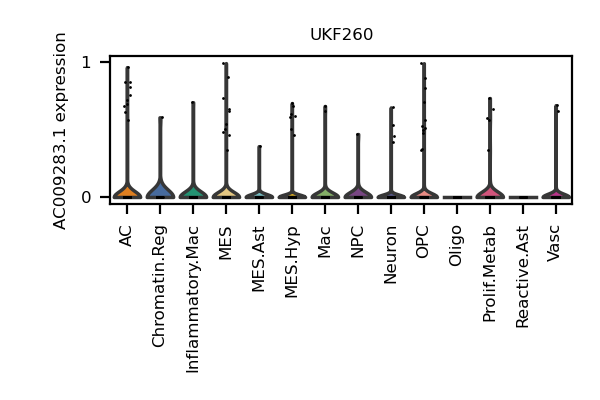 UKF260
AC009283.1 expression
1
0
AC
Chromatin.Reg
Inflammatory.Mac
MES
MES.Ast
MES.Hyp
Mac
NPC
Neuron
OPC
Oligo
Prolif.Metab
Reactive.Ast
Vasc